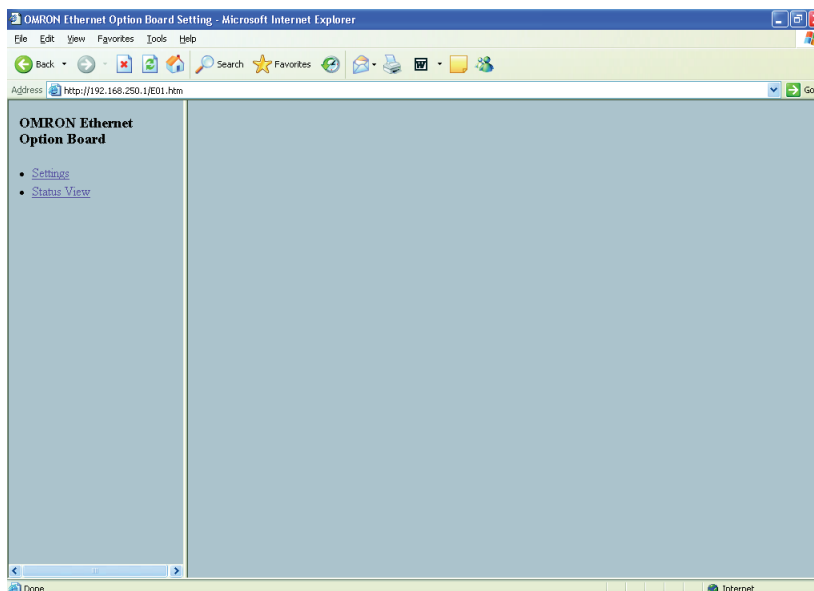 OMRON Ethernet Option Board Setting - Microsoft Internet Explorer
File Edit View Favorites Tools Help
Back Search Favorites
Address http://192.168.250.1/E01.htm Go
OMRON Ethernet
Option Board
Settings
Status View
Done Internet